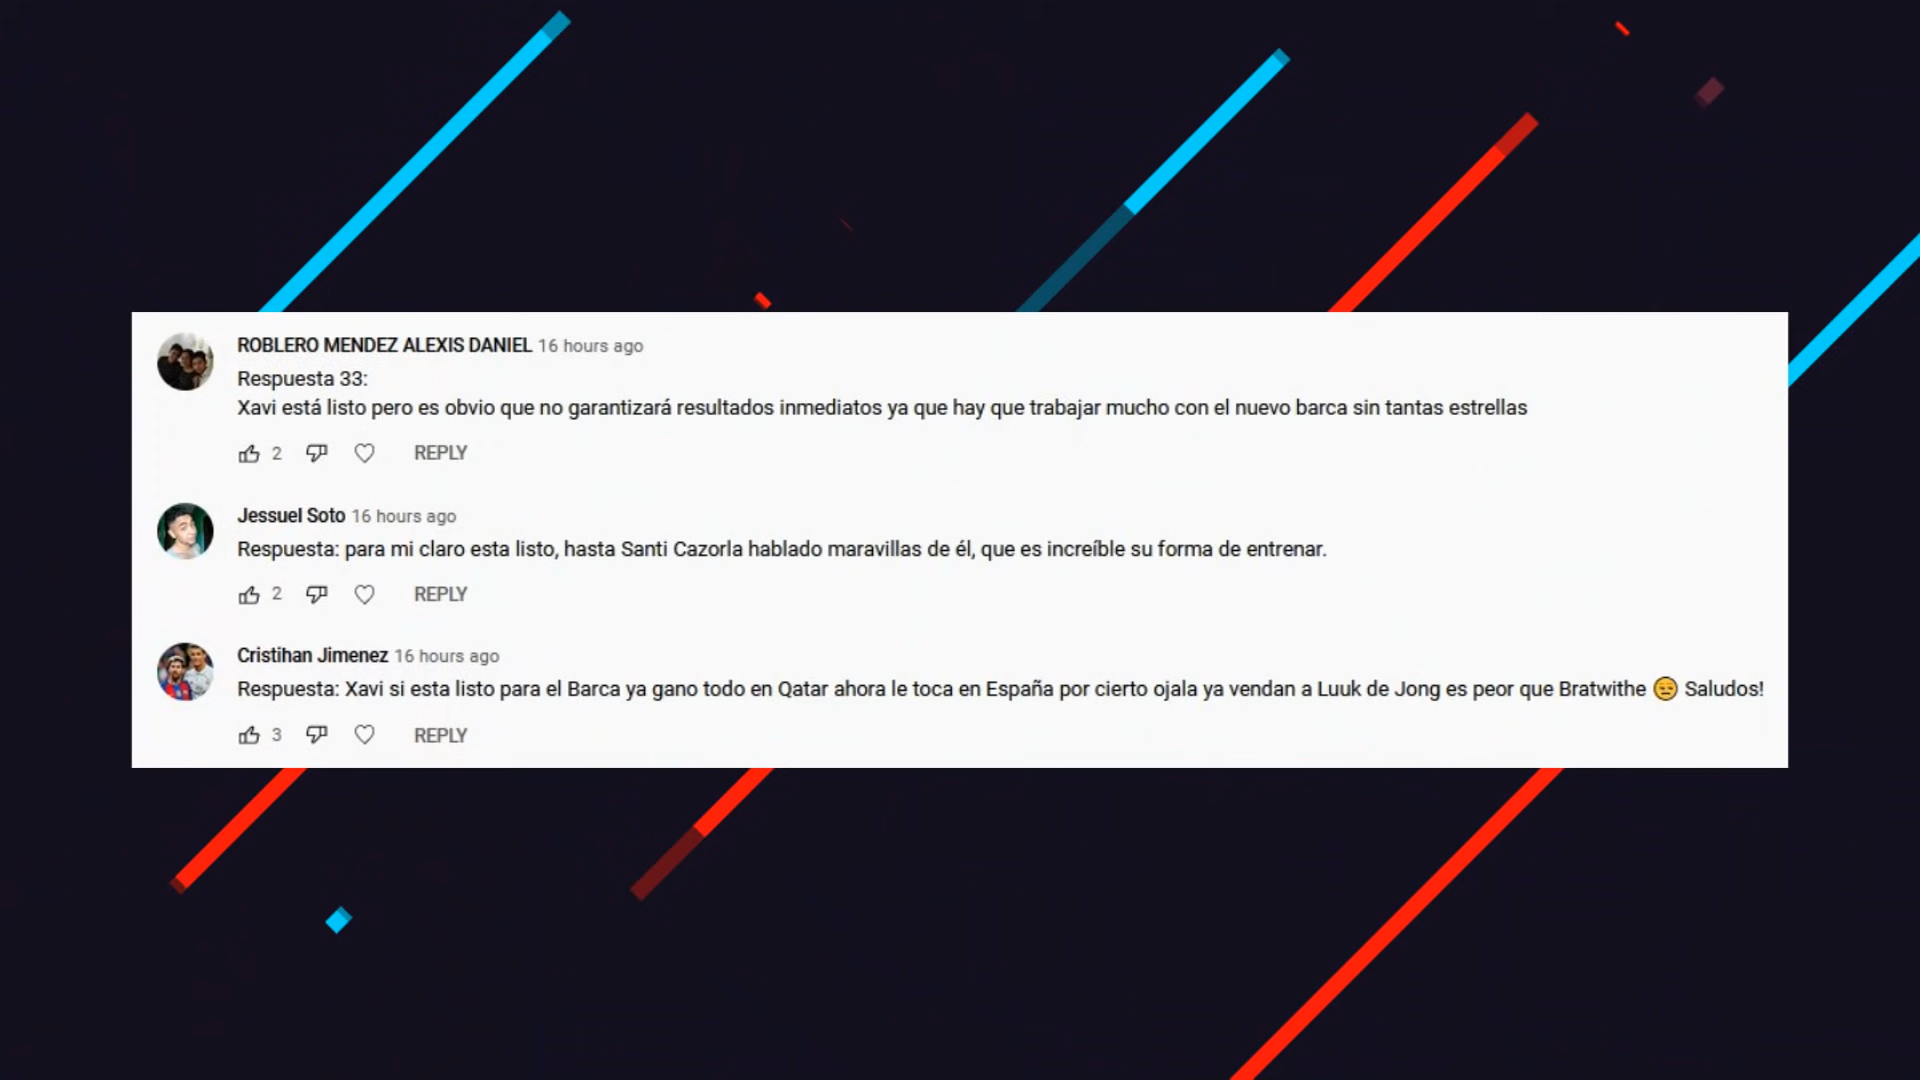 ROBLERO MENDEZ ALEXIS DANIEL 16 hours ago
Respuesta 33:
Xavi está listo pero es obvio que no garantizará resultados inmediatos ya que hay que trabajar mucho con el nuevo barca sin tantas estrellas
2 REPLY
Jessuel Soto 16 hours ago
Respuesta: para mi claro esta listo, hasta Santi Cazorla hablado maravillas de él, que es increíble su forma de entrenar.
2 REPLY
Cristihan Jimenez 16 hours ago
Respuesta: Xavi si esta listo para el Barca ya gano todo en Qatar ahora le toca en España por cierto ojala ya vendan a Luuk de Jong es peor que Bratwithe 😑 Saludos!
3 REPLY